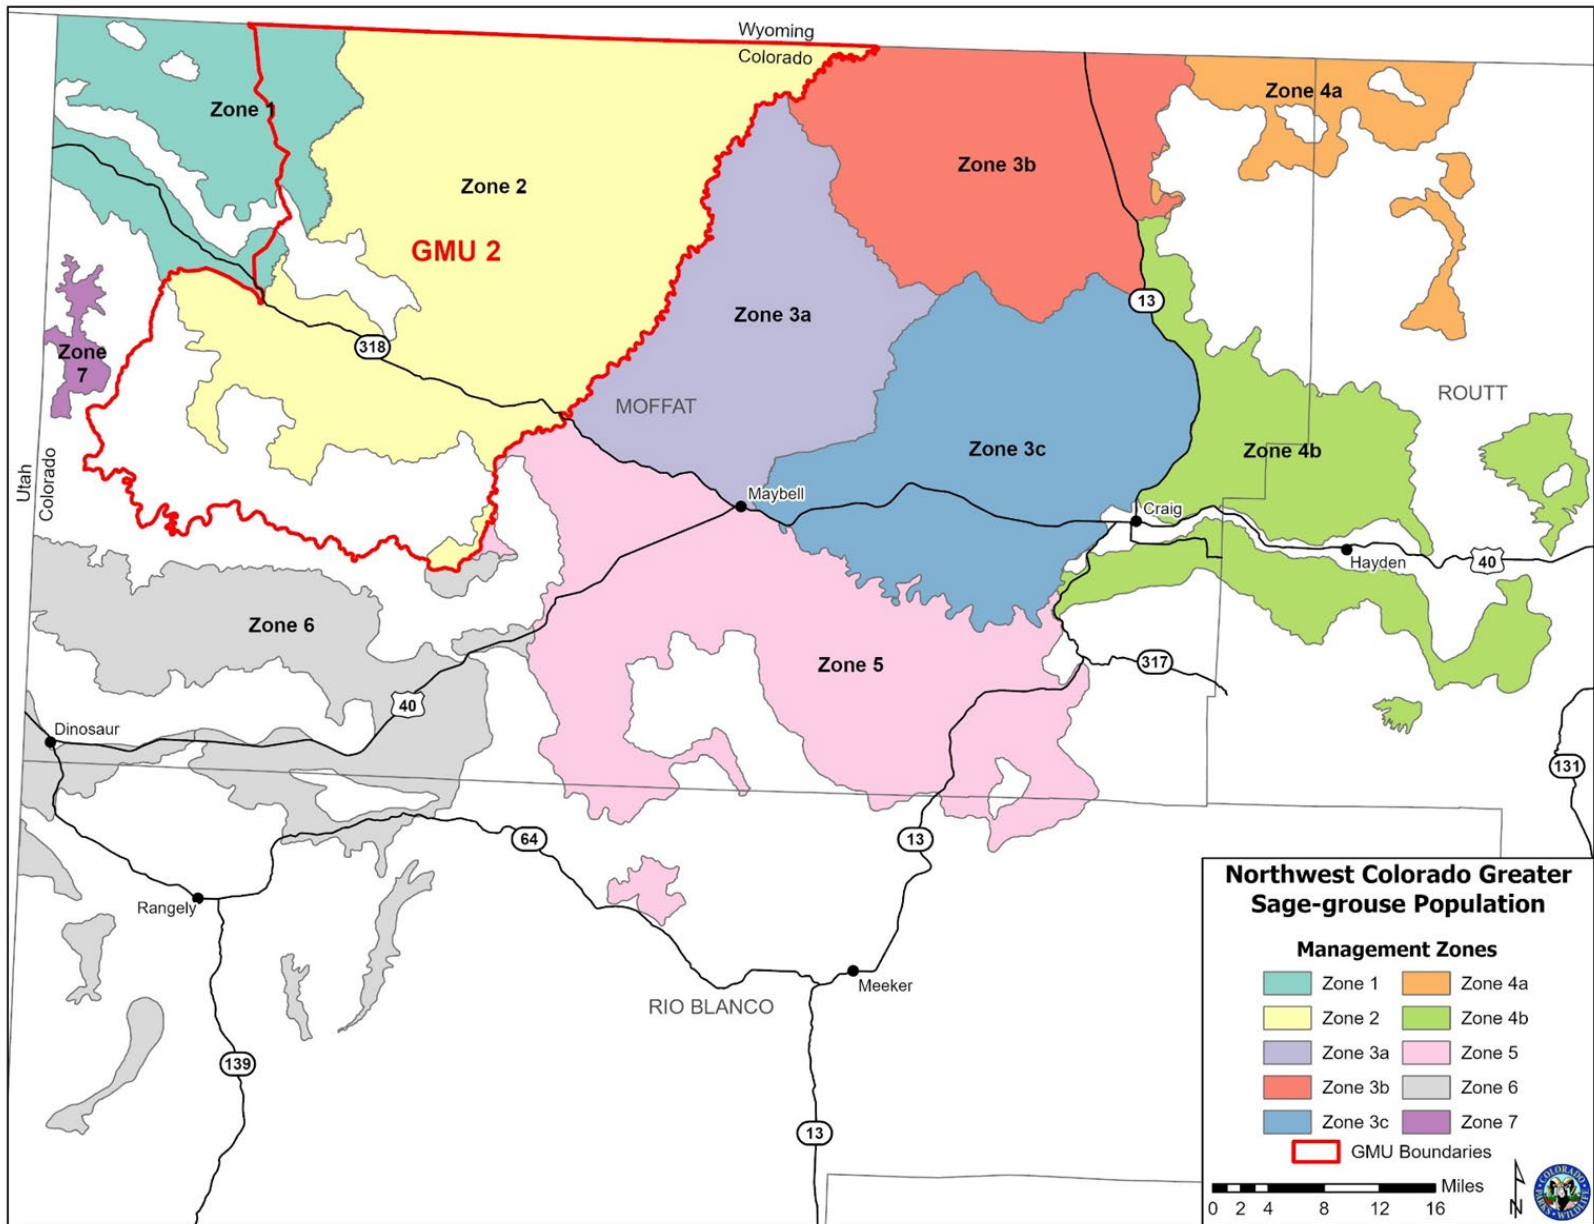 Wyoming
Colorado
Zone 1
Zone 4a
Zone 2
Zone 3b
GMU 2
13
Zone 3a
Zone
7
318
MOFFAT
ROUTT
Zone 3c
Zone 4b
Utah
Colorado
Maybell
Craig
Hayden
40
Zone 6
Zone 5
317
40
Dinosaur
131
64
13
Rangely
Meeker
RIO BLANCO
139
13
Northwest Colorado Greater
Sage-grouse Population
Management Zones
Zone 1
Zone 4a
Zone 2
Zone 4b
Zone 3a
Zone 5
Zone 3b
Zone 6
Zone 3c
Zone 7
GMU Boundaries
Miles
0 2 4 8 12 16
N
COLORADO
PARKS
WILDLIFE